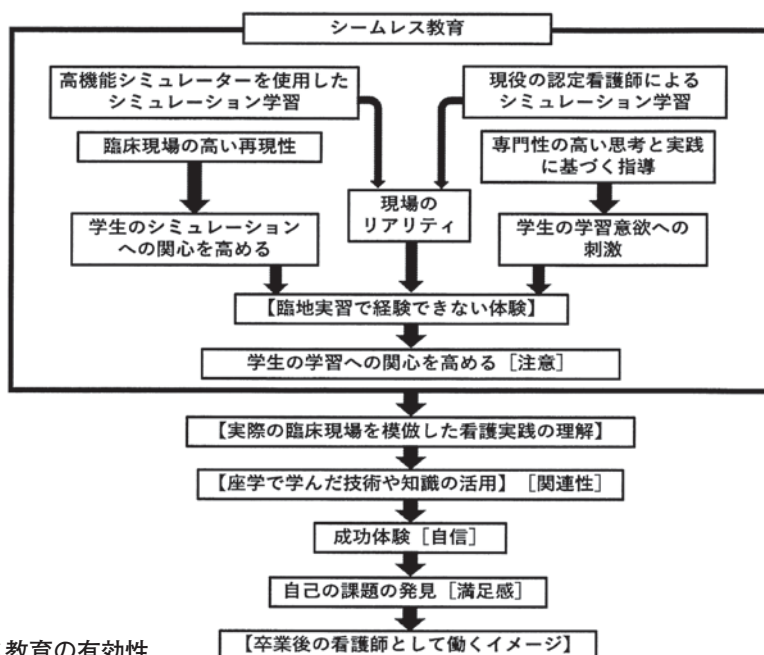 シームレス教育
高機能シミュレーターを使用した
シミュレーション学習
現役の認定看護師による
シミュレーション学習
臨床現場の高い再現性
専門性の高い思考と実践
に基づく指導
現場の
リアリティ
学生のシミュレーション
への関心を高める
学生の学習意欲への
刺激
【臨地実習で経験できない体験】
学生の学習への関心を高める［注意］
【実際の臨床現場を模倣した看護実践の理解】
【座学で学んだ技術や知識の活用】［関連性］
成功体験［自信］
自己の課題の発見［満足感］
【卒業後の看護師として働くイメージ】
教育の有効性